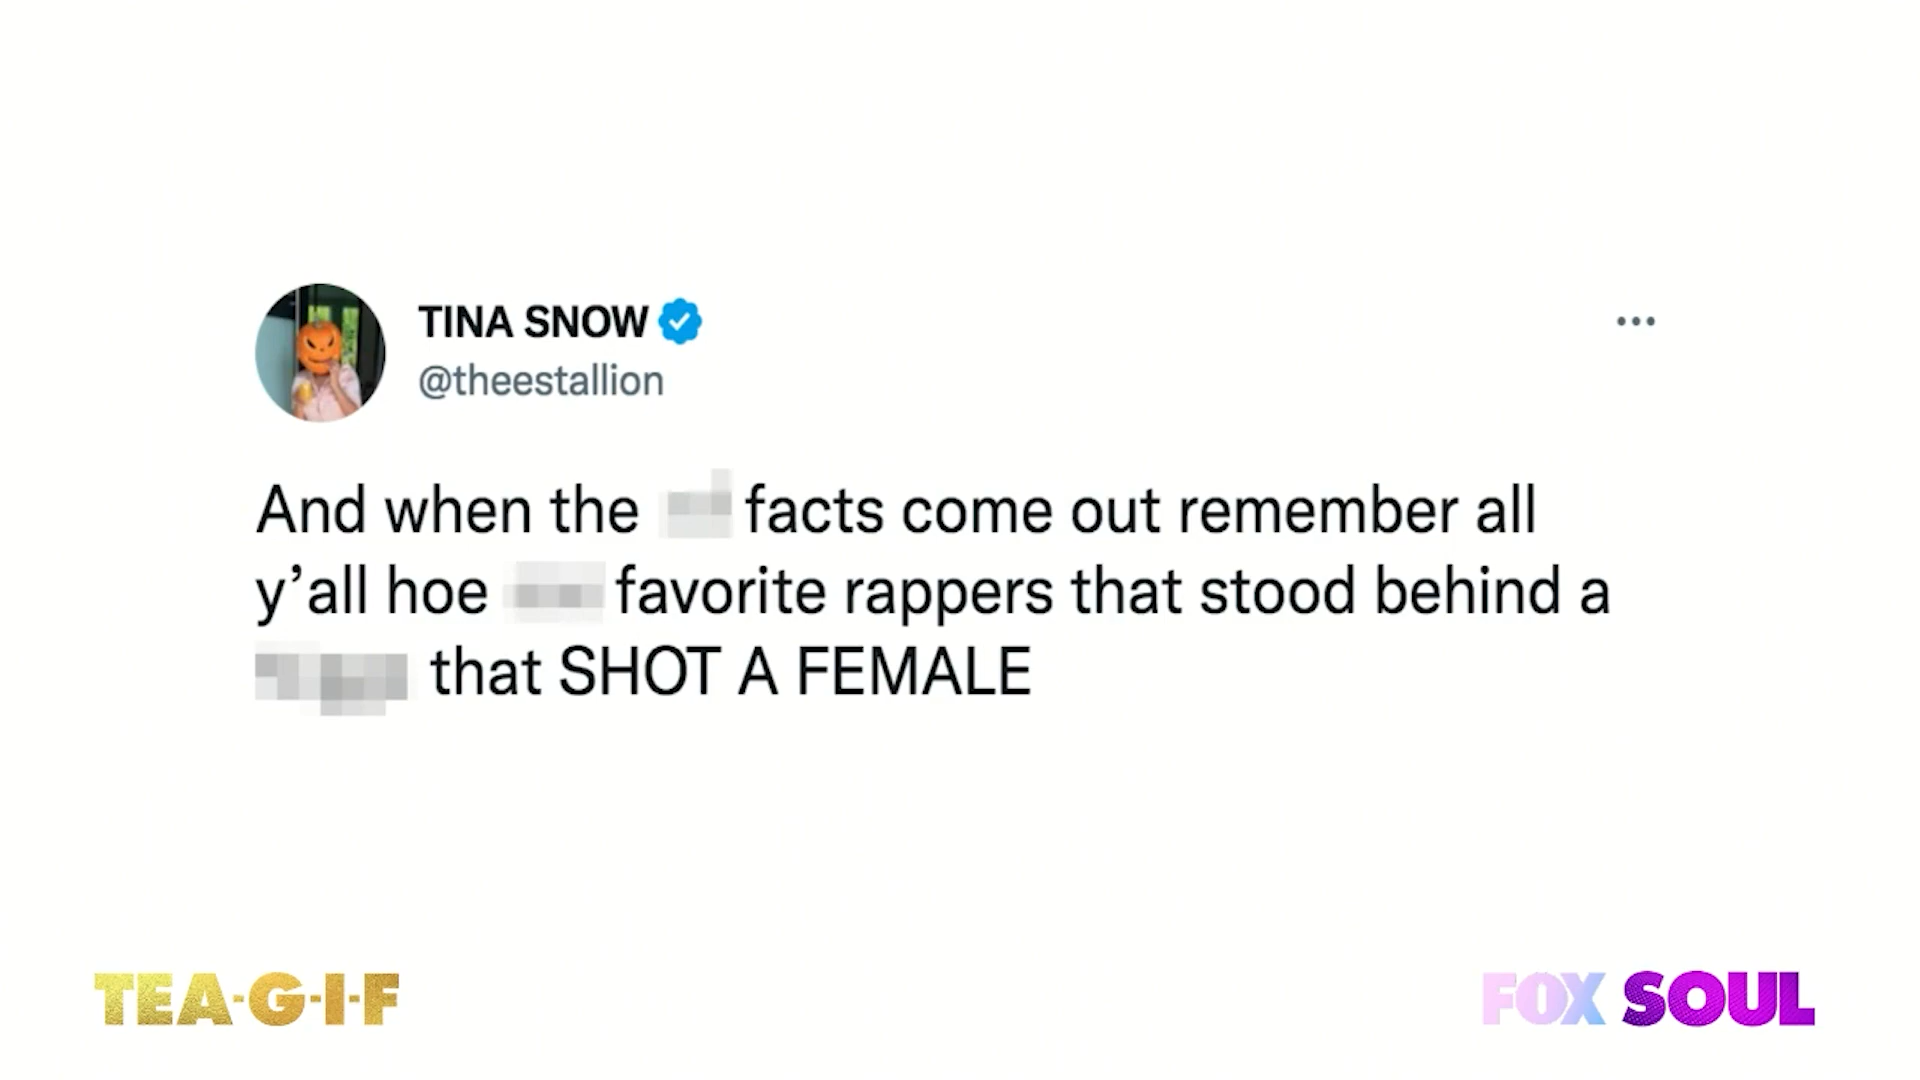 TINA SNOW
@theestallion
And when the facts come out remember all
y’all hoe favorite rappers that stood behind a
that SHOT A FEMALE
TEA-G-I-F
FOX SOUL